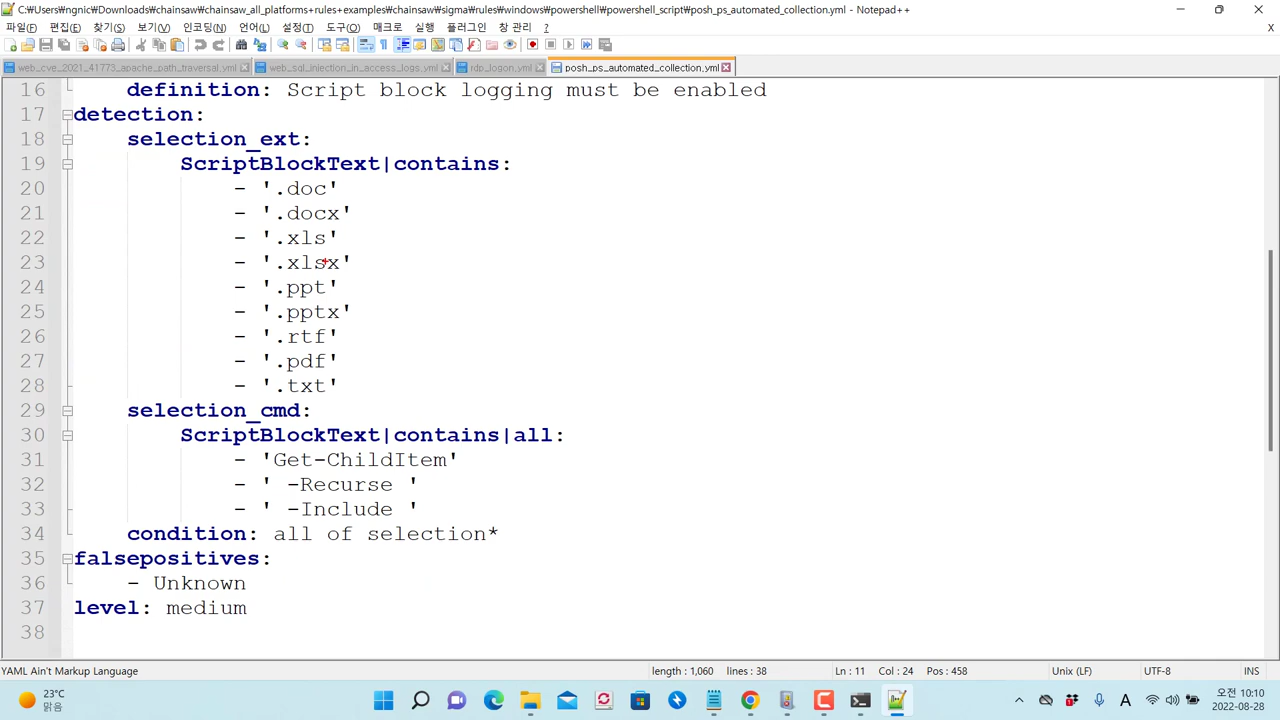 C:₩Users₩ngnic₩Downloads₩chainsaw₩chainsaw_all_platforms+rules+examples₩chainsaw₩sigma₩rules₩windows₩powershell₩powershell_script₩posh_ps_automated_collection.yml - Notepad++
파일(F) 편집(E) 찾기(S) 보기(V) 인코딩(N) 언어(L) 설정(T) 도구(O) 매크로 실행 플러그인 창 관리 ? X
web_cve_2021_41773_apache_path_traversal.yml web_sql_injection_in_access_logs.yml rdp_logon.yml posh_ps_automated_collection.yml
16 definition: Script block logging must be enabled
17 detection:
18 selection_ext:
19 ScriptBlockText|contains:
20 - '.doc'
21 - '.docx'
22 - '.xls'
23 - '.xlsx'
24 - '.ppt'
25 - '.pptx'
26 - '.rtf'
27 - '.pdf'
28 - '.txt'
29 selection_cmd:
30 ScriptBlockText|contains|all:
31 - 'Get-ChildItem'
32 - ' -Recurse '
33 - ' -Include '
34 condition: all of selection*
35 falsepositives:
36 - Unknown
37 level: medium
38
YAML Ain't Markup Language length : 1,060 lines : 38 Ln : 11 Col : 24 Pos : 458 Unix (LF) UTF-8 INS
23°C
맑음
A
오전 10:10
2022-08-28